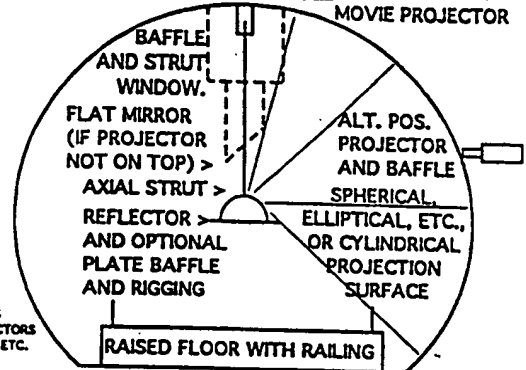 MOVIE PROJECTOR
BAFFLE
AND STRUT
WINDOW.
FLAT MIRROR
(IF PROJECTOR
NOT ON TOP) >
AXIAL STRUT >
REFLECTOR >
AND OPTIONAL
PLATE BAFFLE
AND RIGGING
ALT. POS.
PROJECTOR
AND BAFFLE
SPHERICAL,
ELLIPTICAL, ETC.,
OR CYLINDRICAL
PROJECTION
SURFACE
CTORS
ETC.
RAISED FLOOR WITH RAILING